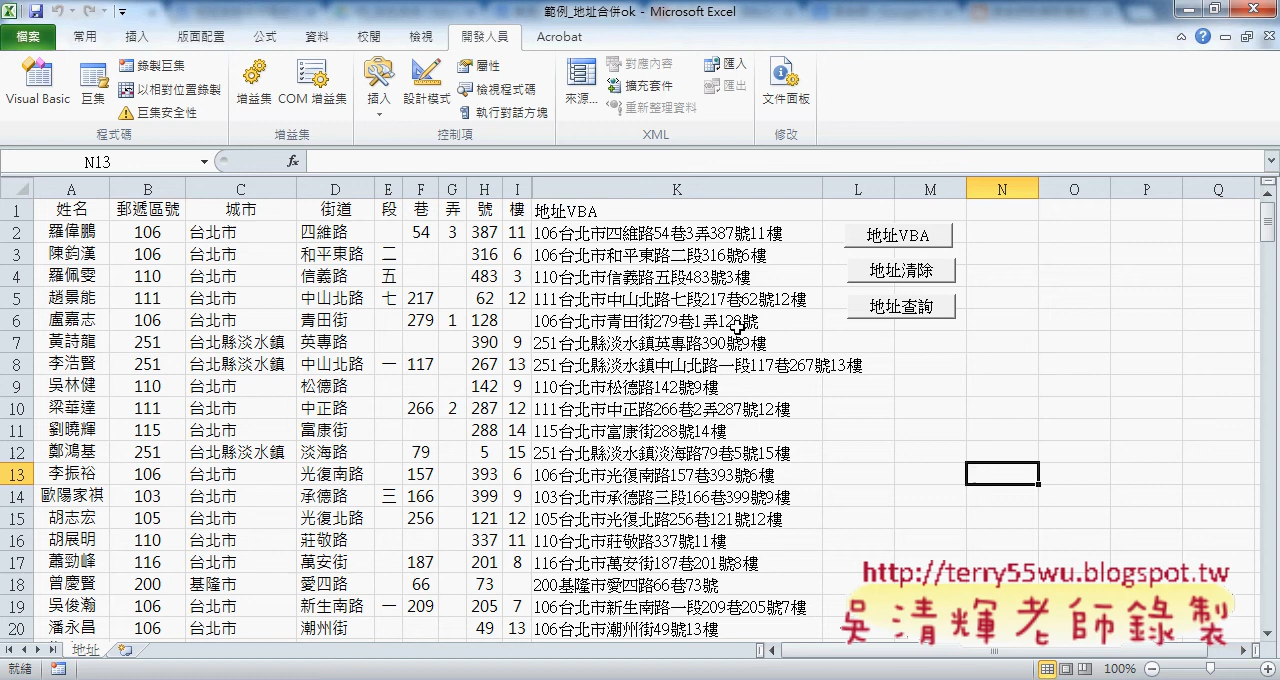 範例_地址合併ok - Microsoft Excel
檔案 常用 插入 版面配置 公式 資料 校閱 檢視 開發人員 Acrobat
Visual Basic 巨集 錄製巨集 以相對位置錄製 巨集安全性 增益集 COM 增益集 插入 設計模式 屬性 檢視程式碼 執行對話方塊 來源... 對應內容 擴充套件 重新整理資料 匯入 匯出 文件面板
程式碼 增益集 控制項 XML 修改
N13 fx
A B C D E F G H I K L M N O P Q
1 姓名 郵遞區號 城市 街道 段 巷 弄 號 樓 地址VBA
2 羅偉鵬 106 台北市 四維路 54 3 387 11 106台北市四維路54巷3弄387號11樓 地址VBA
3 陳鈞漢 106 台北市 和平東路 二 316 6 106台北市和平東路二段316號6樓
4 羅佩雯 110 台北市 信義路 五 483 3 110台北市信義路五段483號3樓 地址清除
5 趙景能 111 台北市 中山北路 七 217 62 12 111台北市中山北路七段217巷62號12樓 地址查詢
6 盧嘉志 106 台北市 青田街 279 1 128 106台北市青田街279巷1弄128號
7 黃詩龍 251 台北縣淡水鎮 英專路 390 9 251台北縣淡水鎮英專路390號9樓
8 李浩賢 251 台北縣淡水鎮 中山北路 一 117 267 13 251台北縣淡水鎮中山北路一段117巷267號13樓
9 吳林健 110 台北市 松德路 142 9 110台北市松德路142號9樓
10 梁華達 111 台北市 中正路 266 2 287 12 111台北市中正路266巷2弄287號12樓
11 劉曉輝 115 台北市 富康街 288 14 115台北市富康街288號14樓
12 鄭鴻基 251 台北縣淡水鎮 淡海路 79 5 15 251台北縣淡水鎮淡海路79巷5號15樓
13 李振裕 106 台北市 光復南路 157 393 6 106台北市光復南路157巷393號6樓
14 歐陽家祺 103 台北市 承德路 三 166 399 9 103台北市承德路三段166巷399號9樓
15 胡志宏 105 台北市 光復北路 256 121 12 105台北市光復北路256巷121號12樓
16 胡展明 110 台北市 莊敬路 337 11 110台北市莊敬路337號11樓
17 蕭勁峰 116 台北市 萬安街 187 201 8 116台北市萬安街187巷201號8樓
18 曾慶賢 200 基隆市 愛四路 66 73 200基隆市愛四路66巷73號
19 吳俊瀚 106 台北市 新生南路 一 209 205 7 106台北市新生南路一段209巷205號7樓
20 潘永昌 106 台北市 潮州街 49 13 106台北市潮州街49號13樓
http://terry55wu.blogspot.tw
吳清輝老師錄製
地址
就緒 100%